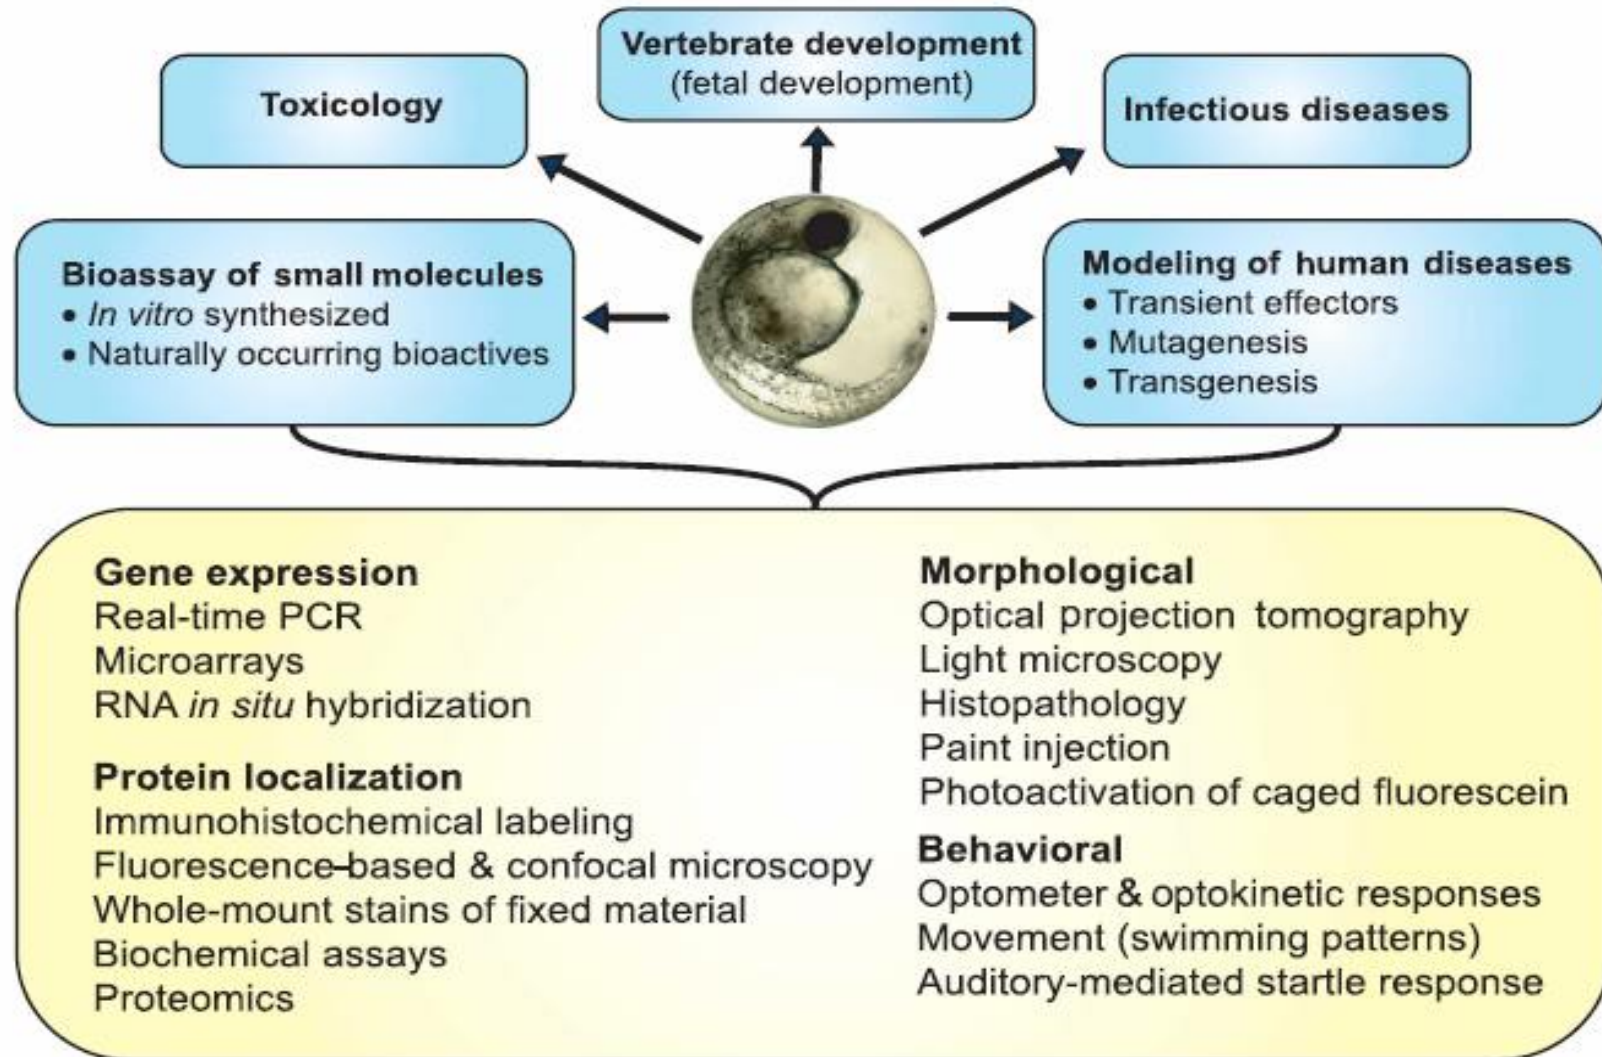 Vertebrate development
(fetal development)
Toxicology
Infectious diseases
Bioassay of small molecules
• In vitro synthesized
• Naturally occurring bioactives
Modeling of human diseases
• Transient effectors
• Mutagenesis
• Transgenesis
Gene expression
Real-time PCR
Microarrays
RNA in situ hybridization
Protein localization
Immunohistochemical labeling
Fluorescence-based & confocal microscopy
Whole-mount stains of fixed material
Biochemical assays
Proteomics
Morphological
Optical projection tomography
Light microscopy
Histopathology
Paint injection
Photoactivation of caged fluorescein
Behavioral
Optometer & optokinetic responses
Movement (swimming patterns)
Auditory-mediated startle response